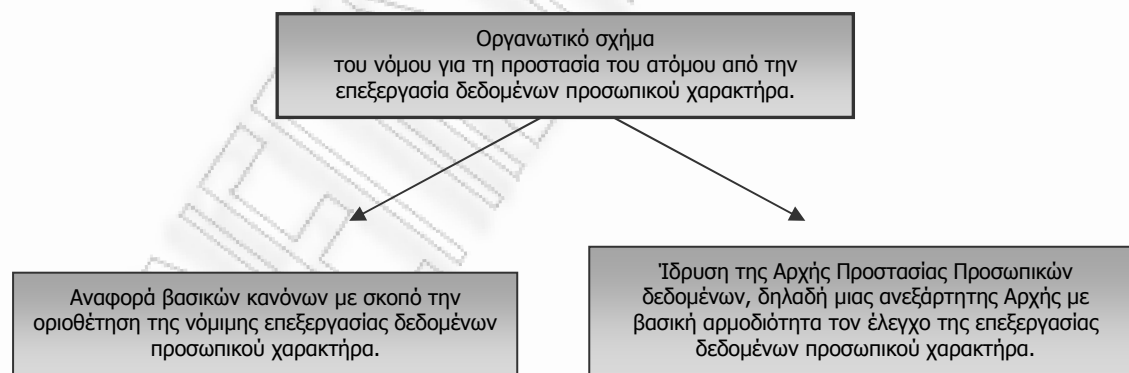 Οργανωτικό σχήμα
του νόμου για τη προστασία του ατόμου από την
επεξεργασία δεδομένων προσωπικού χαρακτήρα.
Αναφορά βασικών κανόνων με σκοπό την
οριοθέτηση της νόμιμης επεξεργασίας δεδομένων
προσωπικού χαρακτήρα.
Ίδρυση της Αρχής Προστασίας Προσωπικών
δεδομένων, δηλαδή μιας ανεξάρτητης Αρχής με
βασική αρμοδιότητα τον έλεγχο της επεξεργασίας
δεδομένων προσωπικού χαρακτήρα.